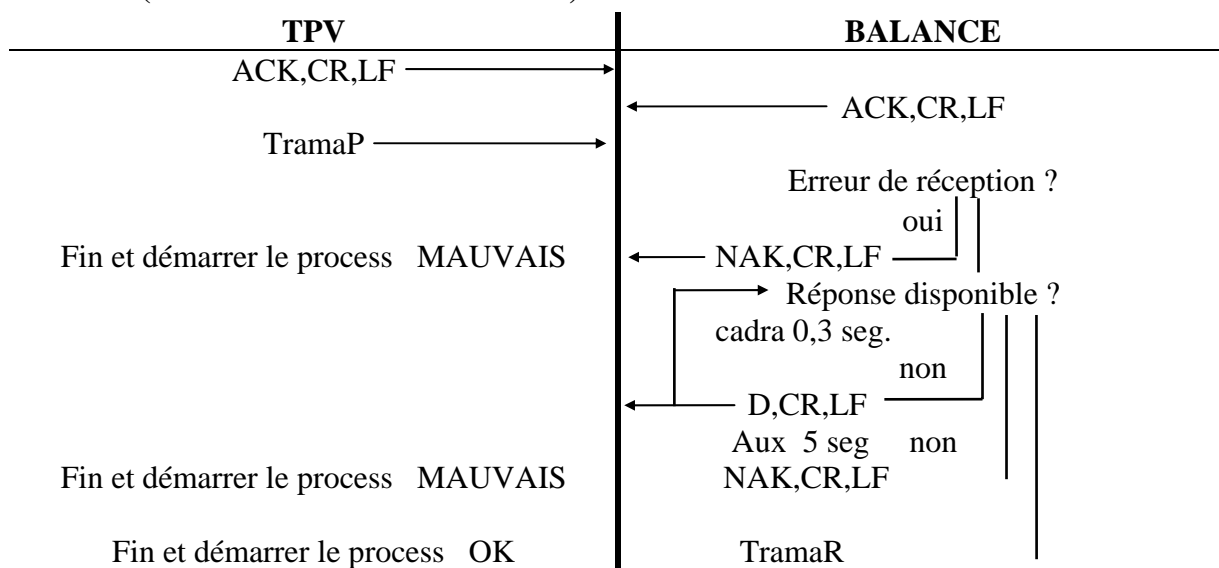 TPV BALANCE
ACK,CR,LF
ACK,CR,LF
TramaP
Erreur de réception ?
oui
Fin et démarrer le process MAUVAIS NAK,CR,LF
Réponse disponible ?
cadra 0,3 seg.
non
D,CR,LF
Aux 5 seg non
Fin et démarrer le process MAUVAIS NAK,CR,LF
Fin et démarrer le process OK TramaR